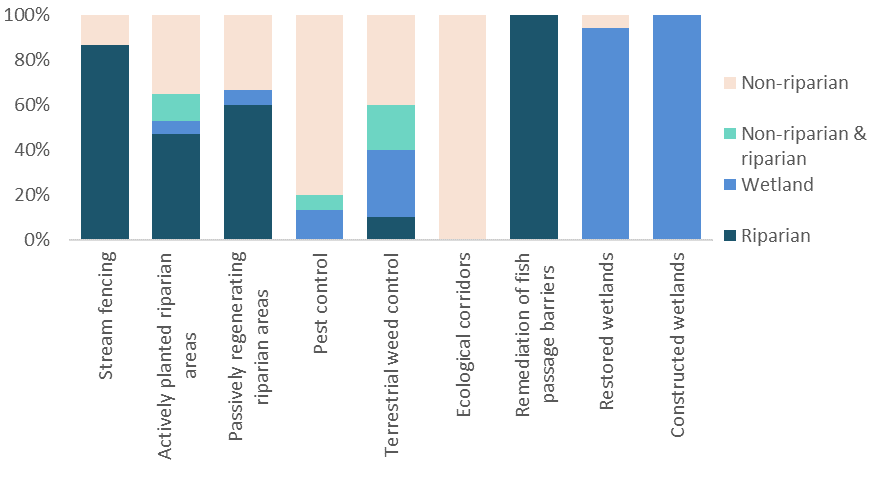 100%
80%
60%
40%
20%
0%
Stream fencing
Actively planted riparian
areas
Passively regenerating
riparian areas
Pest control
Terrestrial weed control
Ecological corridors
Remediation of fish
passage barriers
Restored wetlands
Constructed wetlands
Non-riparian
Non-riparian &
riparian
Wetland
Riparian